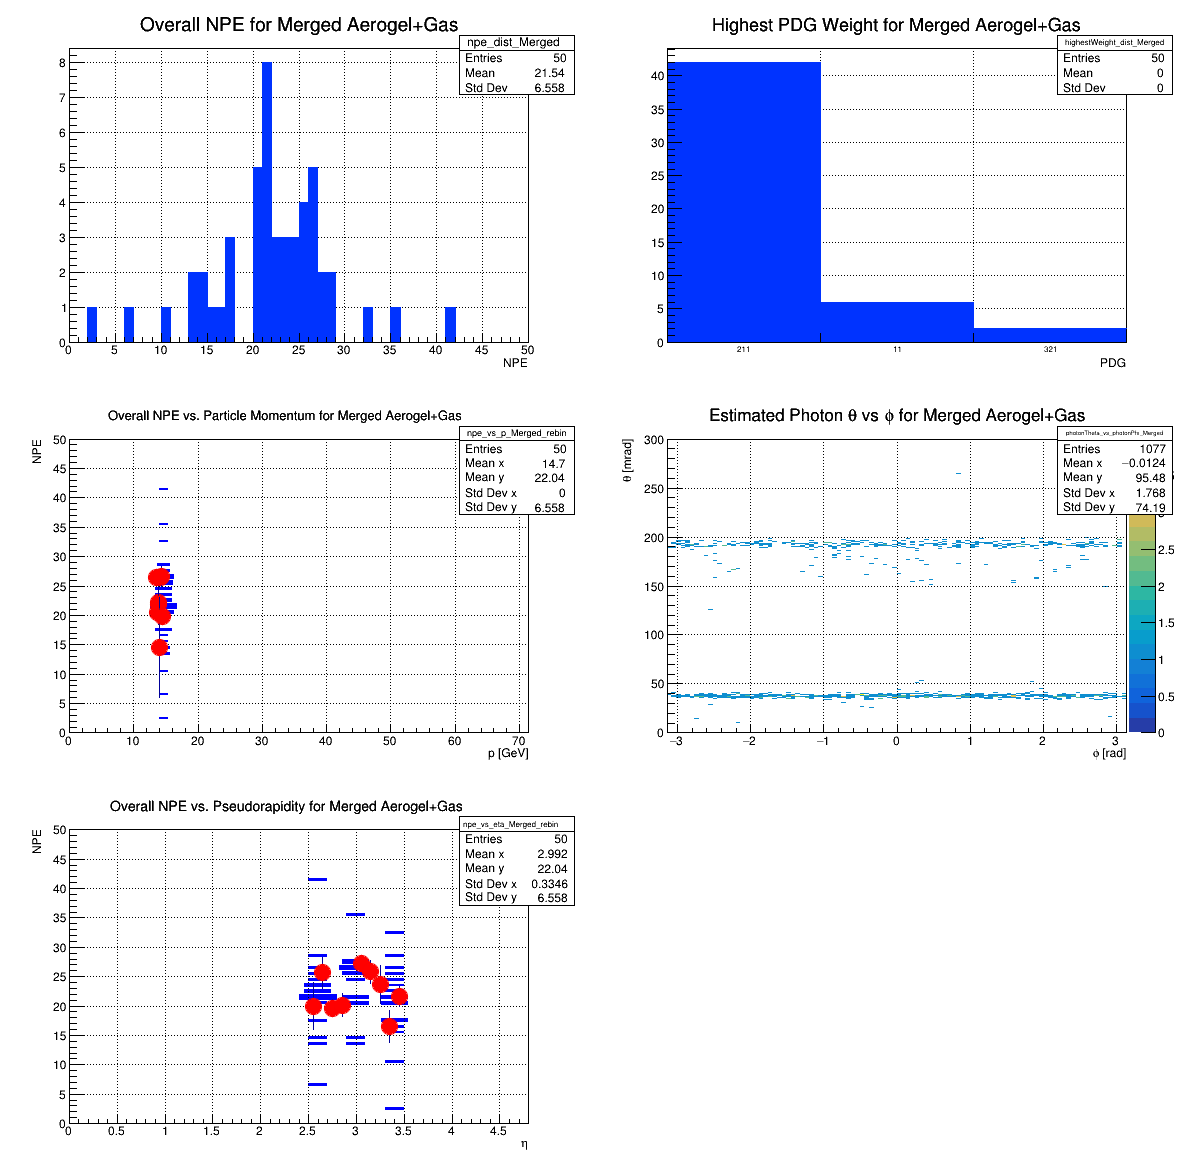 Overall NPE for Merged Aerogel+Gas
npe_dist_Merged
Entries 50
Mean 21.54
Std Dev 6.558
8
7
6
5
4
3
2
1
0
0 5 10 15 20 25 30 35 40 45 50
NPE
Highest PDG Weight for Merged Aerogel+Gas
highestWeight_dist_Merged
Entries 50
Mean 0
Std Dev 0
40
35
30
25
20
15
10
5
0
211 11 321
PDG
Overall NPE vs. Particle Momentum for Merged Aerogel+Gas
npe_vs_p_Merged_rebin
Entries 50
Mean x 14.7
Mean y 22.04
Std Dev x 0
Std Dev y 6.558
NPE
50
45
40
35
30
25
20
15
10
5
0
0 10 20 30 40 50 60 70
p [GeV]
Estimated Photon θ vs ϕ for Merged Aerogel+Gas
photonTheta_vs_photonPhi_Merged
Entries 1077
Mean x −0.0124
Mean y 95.48
Std Dev x 1.768
Std Dev y 74.19
θ [mrad]
300
250
200
150
100
50
0
−3 −2 −1 0 1 2 3
ϕ [rad]
2.5
2
1.5
1
0.5
0
Overall NPE vs. Pseudorapidity for Merged Aerogel+Gas
npe_vs_eta_Merged_rebin
Entries 50
Mean x 2.992
Mean y 22.04
Std Dev x 0.3346
Std Dev y 6.558
NPE
50
45
40
35
30
25
20
15
10
5
0
0 0.5 1 1.5 2 2.5 3 3.5 4 4.5
η